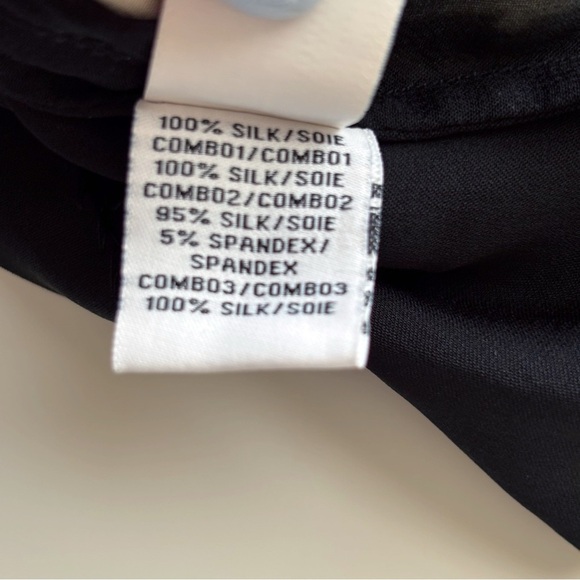 100% SILK/SOIE
COMBO1/COMBO1
100% SILK/SOIE
COMBO2/COMBO2
95% SILK/SOIE
5% SPANDEX/
SPANDEX
COMBO3/COMBO3
100% SILK/SOIE